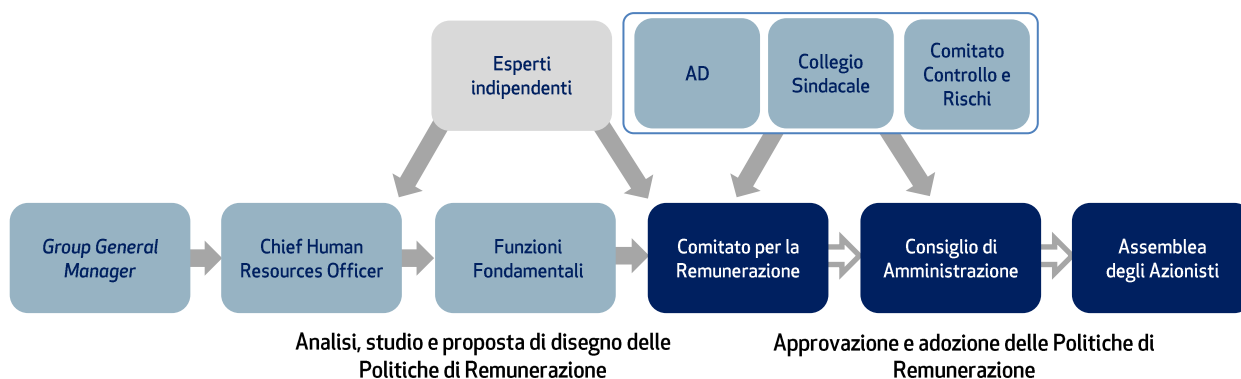 Esperti
indipendenti
AD
Collegio
Sindacale
Comitato
Controllo e
Rischi
Group General
Manager
Chief Human
Resources Officer
Funzioni
Fondamentali
Comitato per la
Remunerazione
Consiglio di
Amministrazione
Assemblea
degli Azionisti
Analisi, studio e proposta di disegno delle
Politiche di Remunerazione
Approvazione e adozione delle Politiche di
Remunerazione